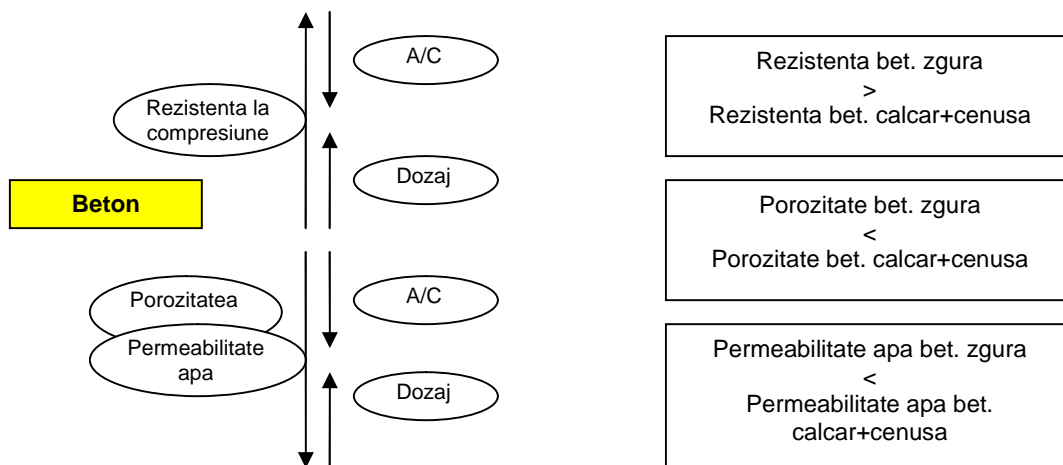 A/C
Rezistenta la
compresiune
Dozaj
Beton
Porozitatea
A/C
Permeabilitate
apa
Dozaj
Rezistenta bet. zgura
>
Rezistenta bet. calcar+cenusa
Porozitate bet. zgura
<
Porozitate bet. calcar+cenusa
Permeabilitate apa bet. zgura
<
Permeabilitate apa bet.
calcar+cenusa